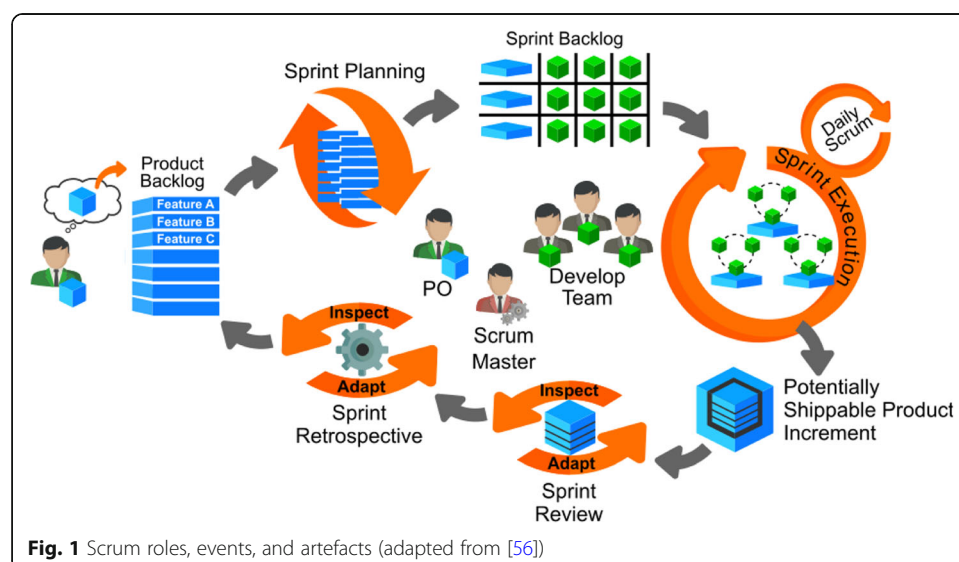 Sprint Backlog
Sprint Planning
Daily
Scrum
Product
Backlog
Feature A
Feature B
Feature C
Sprint Execution
PO
Develop
Team
Scrum
Master
Inspect
Adapt
Sprint
Retrospective
Inspect
Adapt
Sprint
Review
Potentially
Shippable Product
Increment
Fig. 1 Scrum roles, events, and artefacts (adapted from [56])